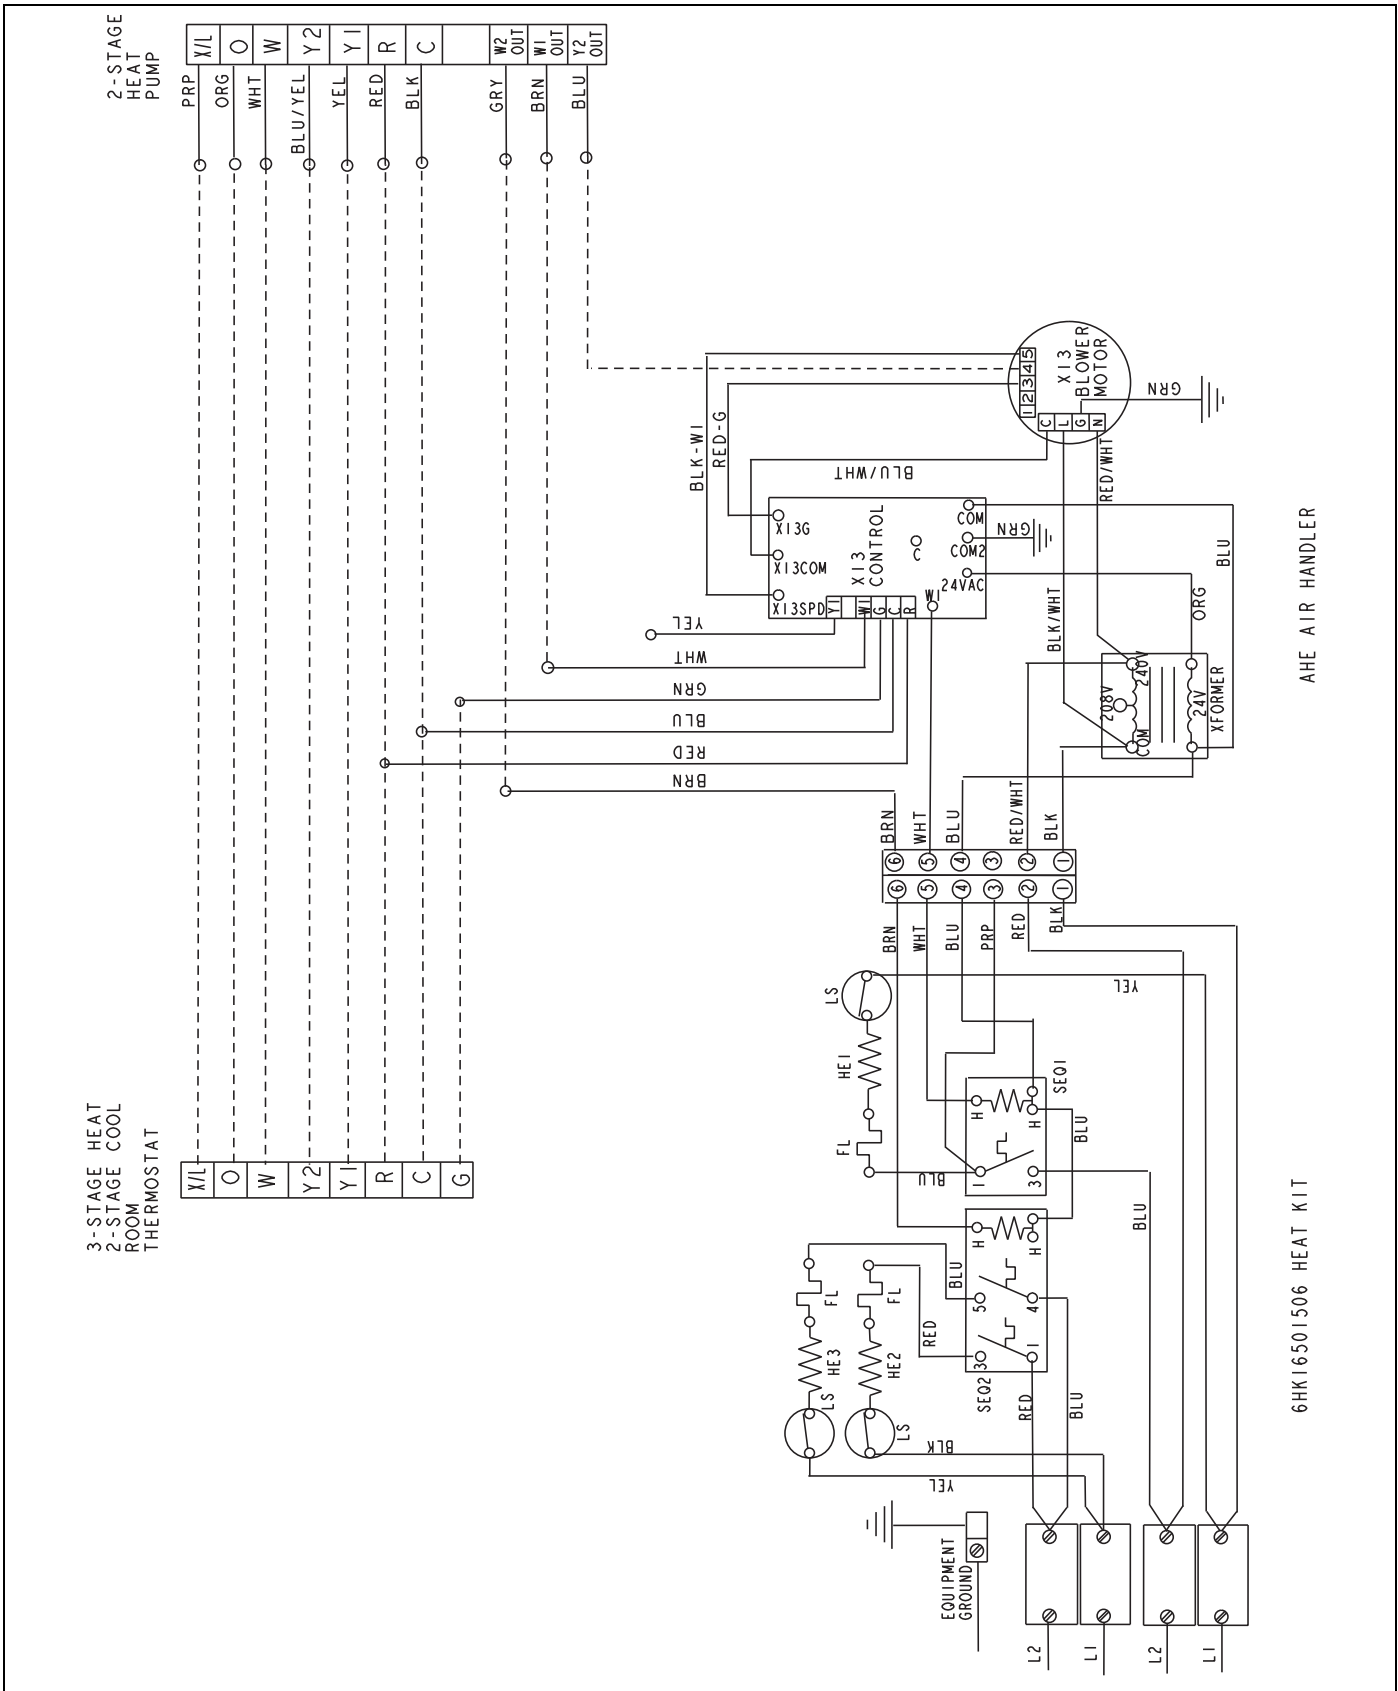 2-STAGE
HEAT
PUMP
X/L
O
W
Y2
Y1
R
C
W2 OUT
W1 OUT
Y2 OUT
PRP
ORG
WHT
BLU/YEL
YEL
RED
BLK
GRY
BRN
BLU
X13
BLOWER
MOTOR
1 2 3 4 5
C L G N
GRN
BLK-W1
RED-G
BLU/WHT
RED/WHT
X13G
X13COM
X13SPD
X13
CONTROL
C
COM
COM2
24VAC
W1
Y1
W1
G
C
R
GRN
BLU
ORG
BLK/WHT
YEL
WHT
GRN
BLU
RED
BRN
240V
208V
COM
24V
XFORMER
AHE AIR HANDLER
BRN
WHT
BLU
RED/WHT
BLK
6 5 4 3 2 1
6 5 4 3 2 1
BRN
WHT
BLU
PRP
RED
BLK
YEL
LS
HE1
FL
BLU
SEQ1
H
H
1
3
BLU
BLU
3-STAGE HEAT
2-STAGE COOL
ROOM
THERMOSTAT
X/L
O
W
Y2
Y1
R
C
G
H
H
5
4
3
1
SEQ2
BLU
RED
FL
FL
HE3
HE2
LS
LS
RED
BLU
BLK
YEL
6HK16501506 HEAT KIT
EQUIPMENT
GROUND
L2
L1
L2
L1